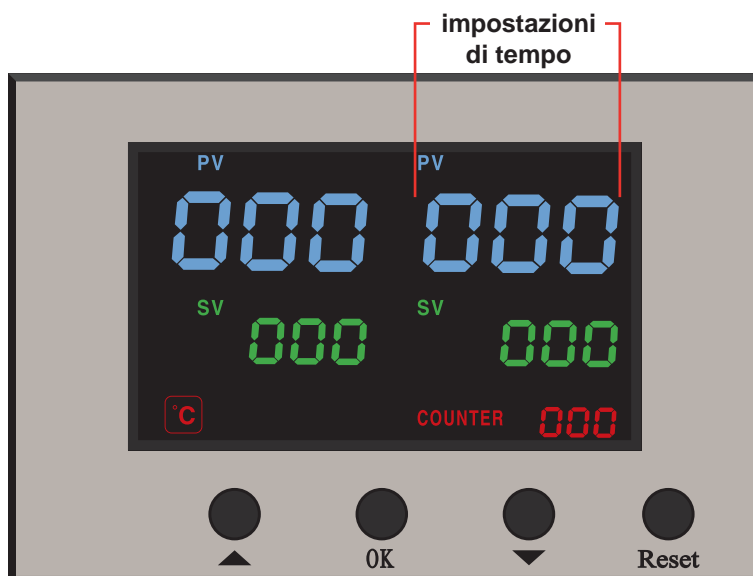 impostazioni
di tempo
PV PV
000 000
SV SV
000 000
°C COUNTER 000
OK Reset